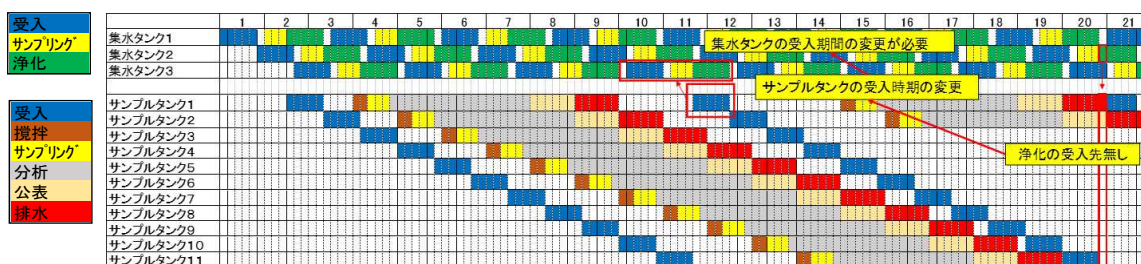 1 2 3 4 5 6 7 8 9 10 11 12 13 14 15 16 17 18 19 20 21
受入
サンプリング
浄化
集水タンク1
集水タンク2
集水タンク3
集水タンクの受入期間の変更が必要
サンプルタンクの受入時期の変更
浄化の受入先無し
受入
撹拌
サンプリング
分析
公表
排水
サンプルタンク1
サンプルタンク2
サンプルタンク3
サンプルタンク4
サンプルタンク5
サンプルタンク6
サンプルタンク7
サンプルタンク8
サンプルタンク9
サンプルタンク10
サンプルタンク11